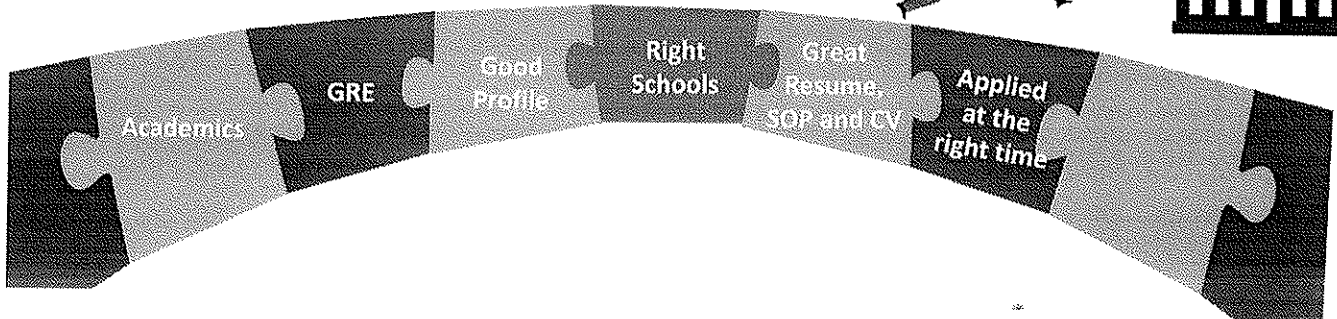 Academics
GRE
Good
Profile
Right
Schools
Great
Resume,
SOP and CV
Applied
at the
right time